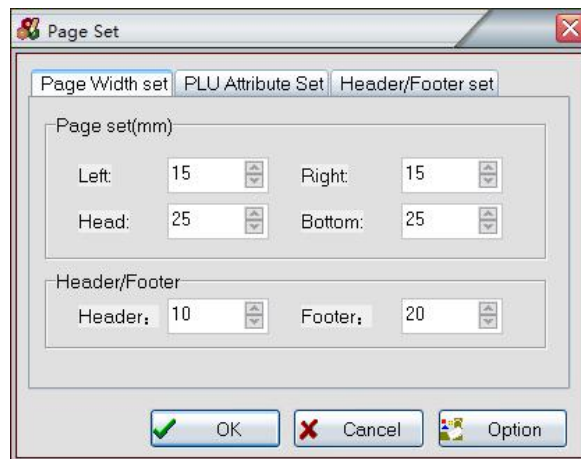 Page Set
Page Width set PLU Attribute Set Header/Footer set
Page set(mm)
Left: 15 Right: 15
Head: 25 Bottom: 25
Header/Footer
Header： 10 Footer： 20
OK Cancel Option